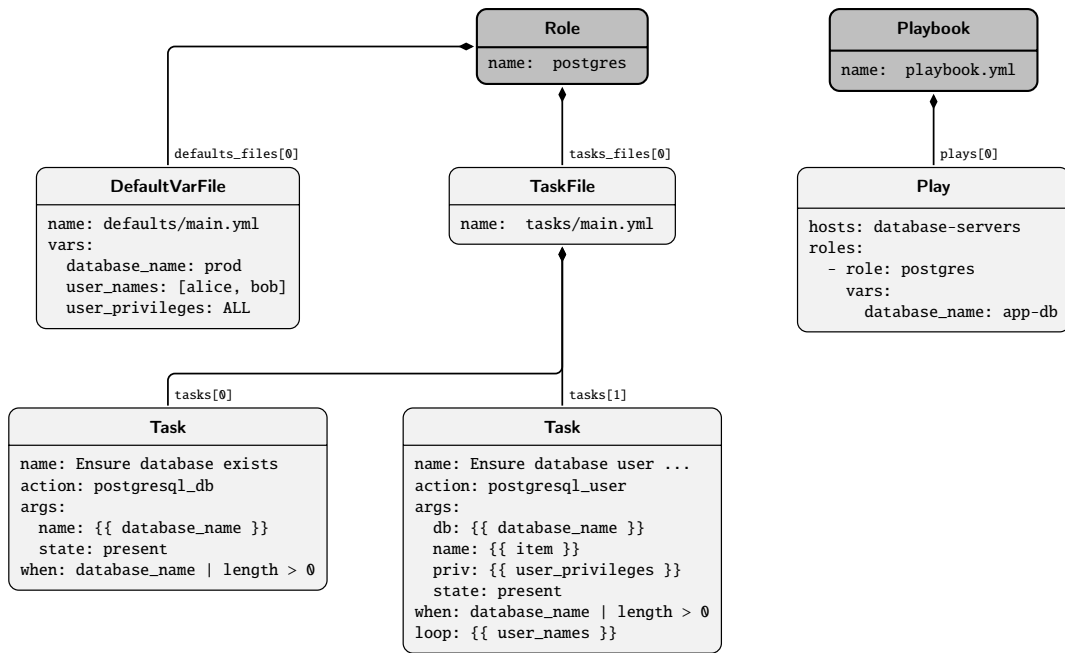 Role
name: postgres
Playbook
name: playbook.yml
defaults_files[0]
tasks_files[0]
plays[0]
DefaultVarFile
name: defaults/main.yml
vars:
  database_name: prod
  user_names: [alice, bob]
  user_privileges: ALL
TaskFile
name: tasks/main.yml
Play
hosts: database-servers
roles:
  - role: postgres
    vars:
      database_name: app-db
tasks[0]
tasks[1]
Task
name: Ensure database exists
action: postgresql_db
args:
  name: {{ database_name }}
  state: present
when: database_name | length > 0
Task
name: Ensure database user ...
action: postgresql_user
args:
  db: {{ database_name }}
  name: {{ item }}
  priv: {{ user_privileges }}
  state: present
when: database_name | length > 0
loop: {{ user_names }}